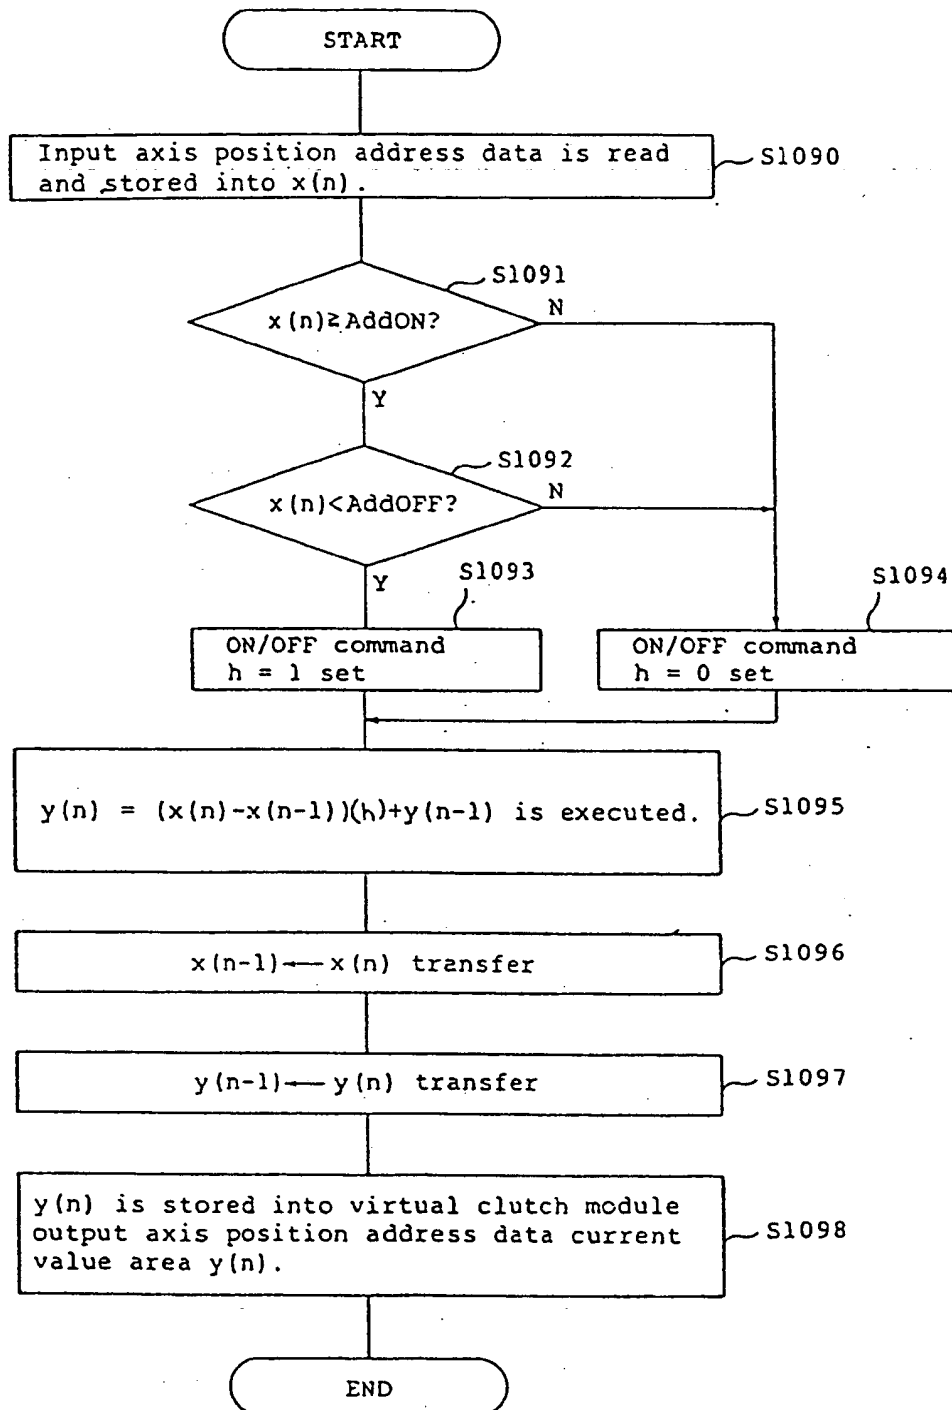 START
Input axis position address data is read
and stored into x(n).
S1090
S1091
x(n)≥AddON?
N
Y
S1092
x(n)<AddOFF?
N
Y
S1093
S1094
ON/OFF command
h = 1 set
ON/OFF command
h = 0 set
y(n) = (x(n)-x(n-1))(h)+y(n-1) is executed.
S1095
x(n-1)← x(n) transfer
S1096
y(n-1)← y(n) transfer
S1097
y(n) is stored into virtual clutch module
output axis position address data current
value area y(n).
S1098
END